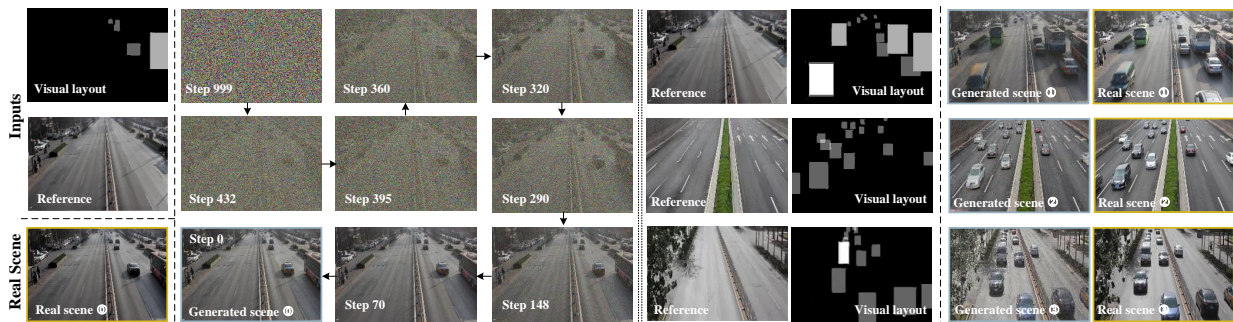 Inputs
Visual layout
Reference
Real Scene
Real scene ⓪
Step 999
Step 360
Step 320
Step 432
Step 395
Step 290
Step 0
Generated scene ⓪
Step 70
Step 148
Reference
Visual layout
Generated scene ①
Real scene ①
Reference
Visual layout
Generated scene ②
Real scene ②
Reference
Visual layout
Generated scene ③
Real scene ③